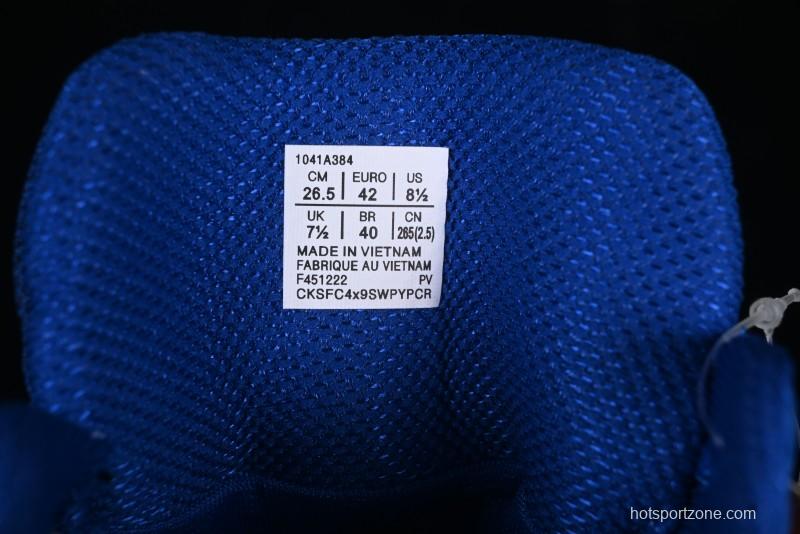 1041A384
CM EURO US
26.5 42 8½
UK BR CN
7½ 40 265(2.5)
MADE IN VIETNAM
FABRIQUE AU VIETNAM
F451222 PV
CKSFC4x9SWPYPCR
hotsportzone.com